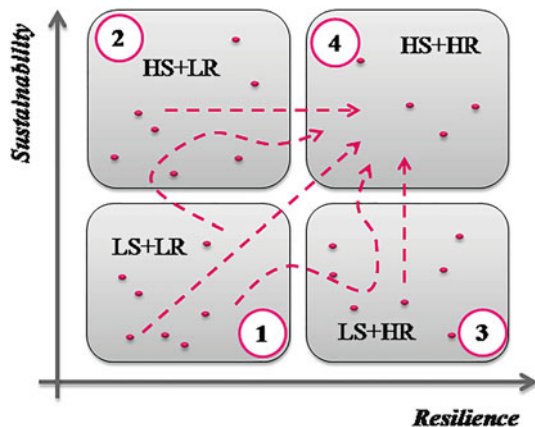 Sustainability
2
HS+LR
4
HS+HR
LS+LR
1
LS+HR
3
Resilience